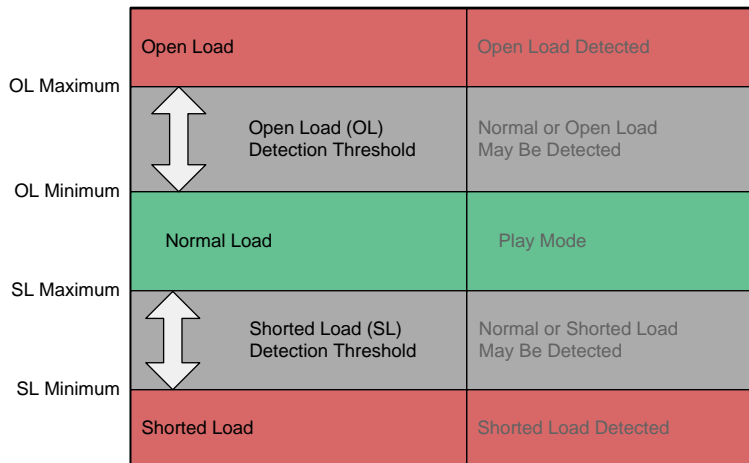 Open Load
Open Load Detected
OL Maximum
Open Load (OL)
Detection Threshold
Normal or Open Load
May Be Detected
OL Minimum
Normal Load
Play Mode
SL Maximum
Shorted Load (SL)
Detection Threshold
Normal or Shorted Load
May Be Detected
SL Minimum
Shorted Load
Shorted Load Detected